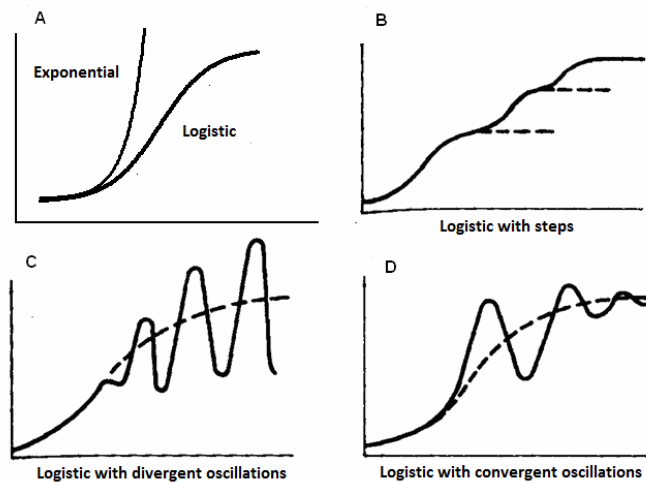 A
Exponential
Logistic
B
Logistic with steps
C
Logistic with divergent oscillations
D
Logistic with convergent oscillations